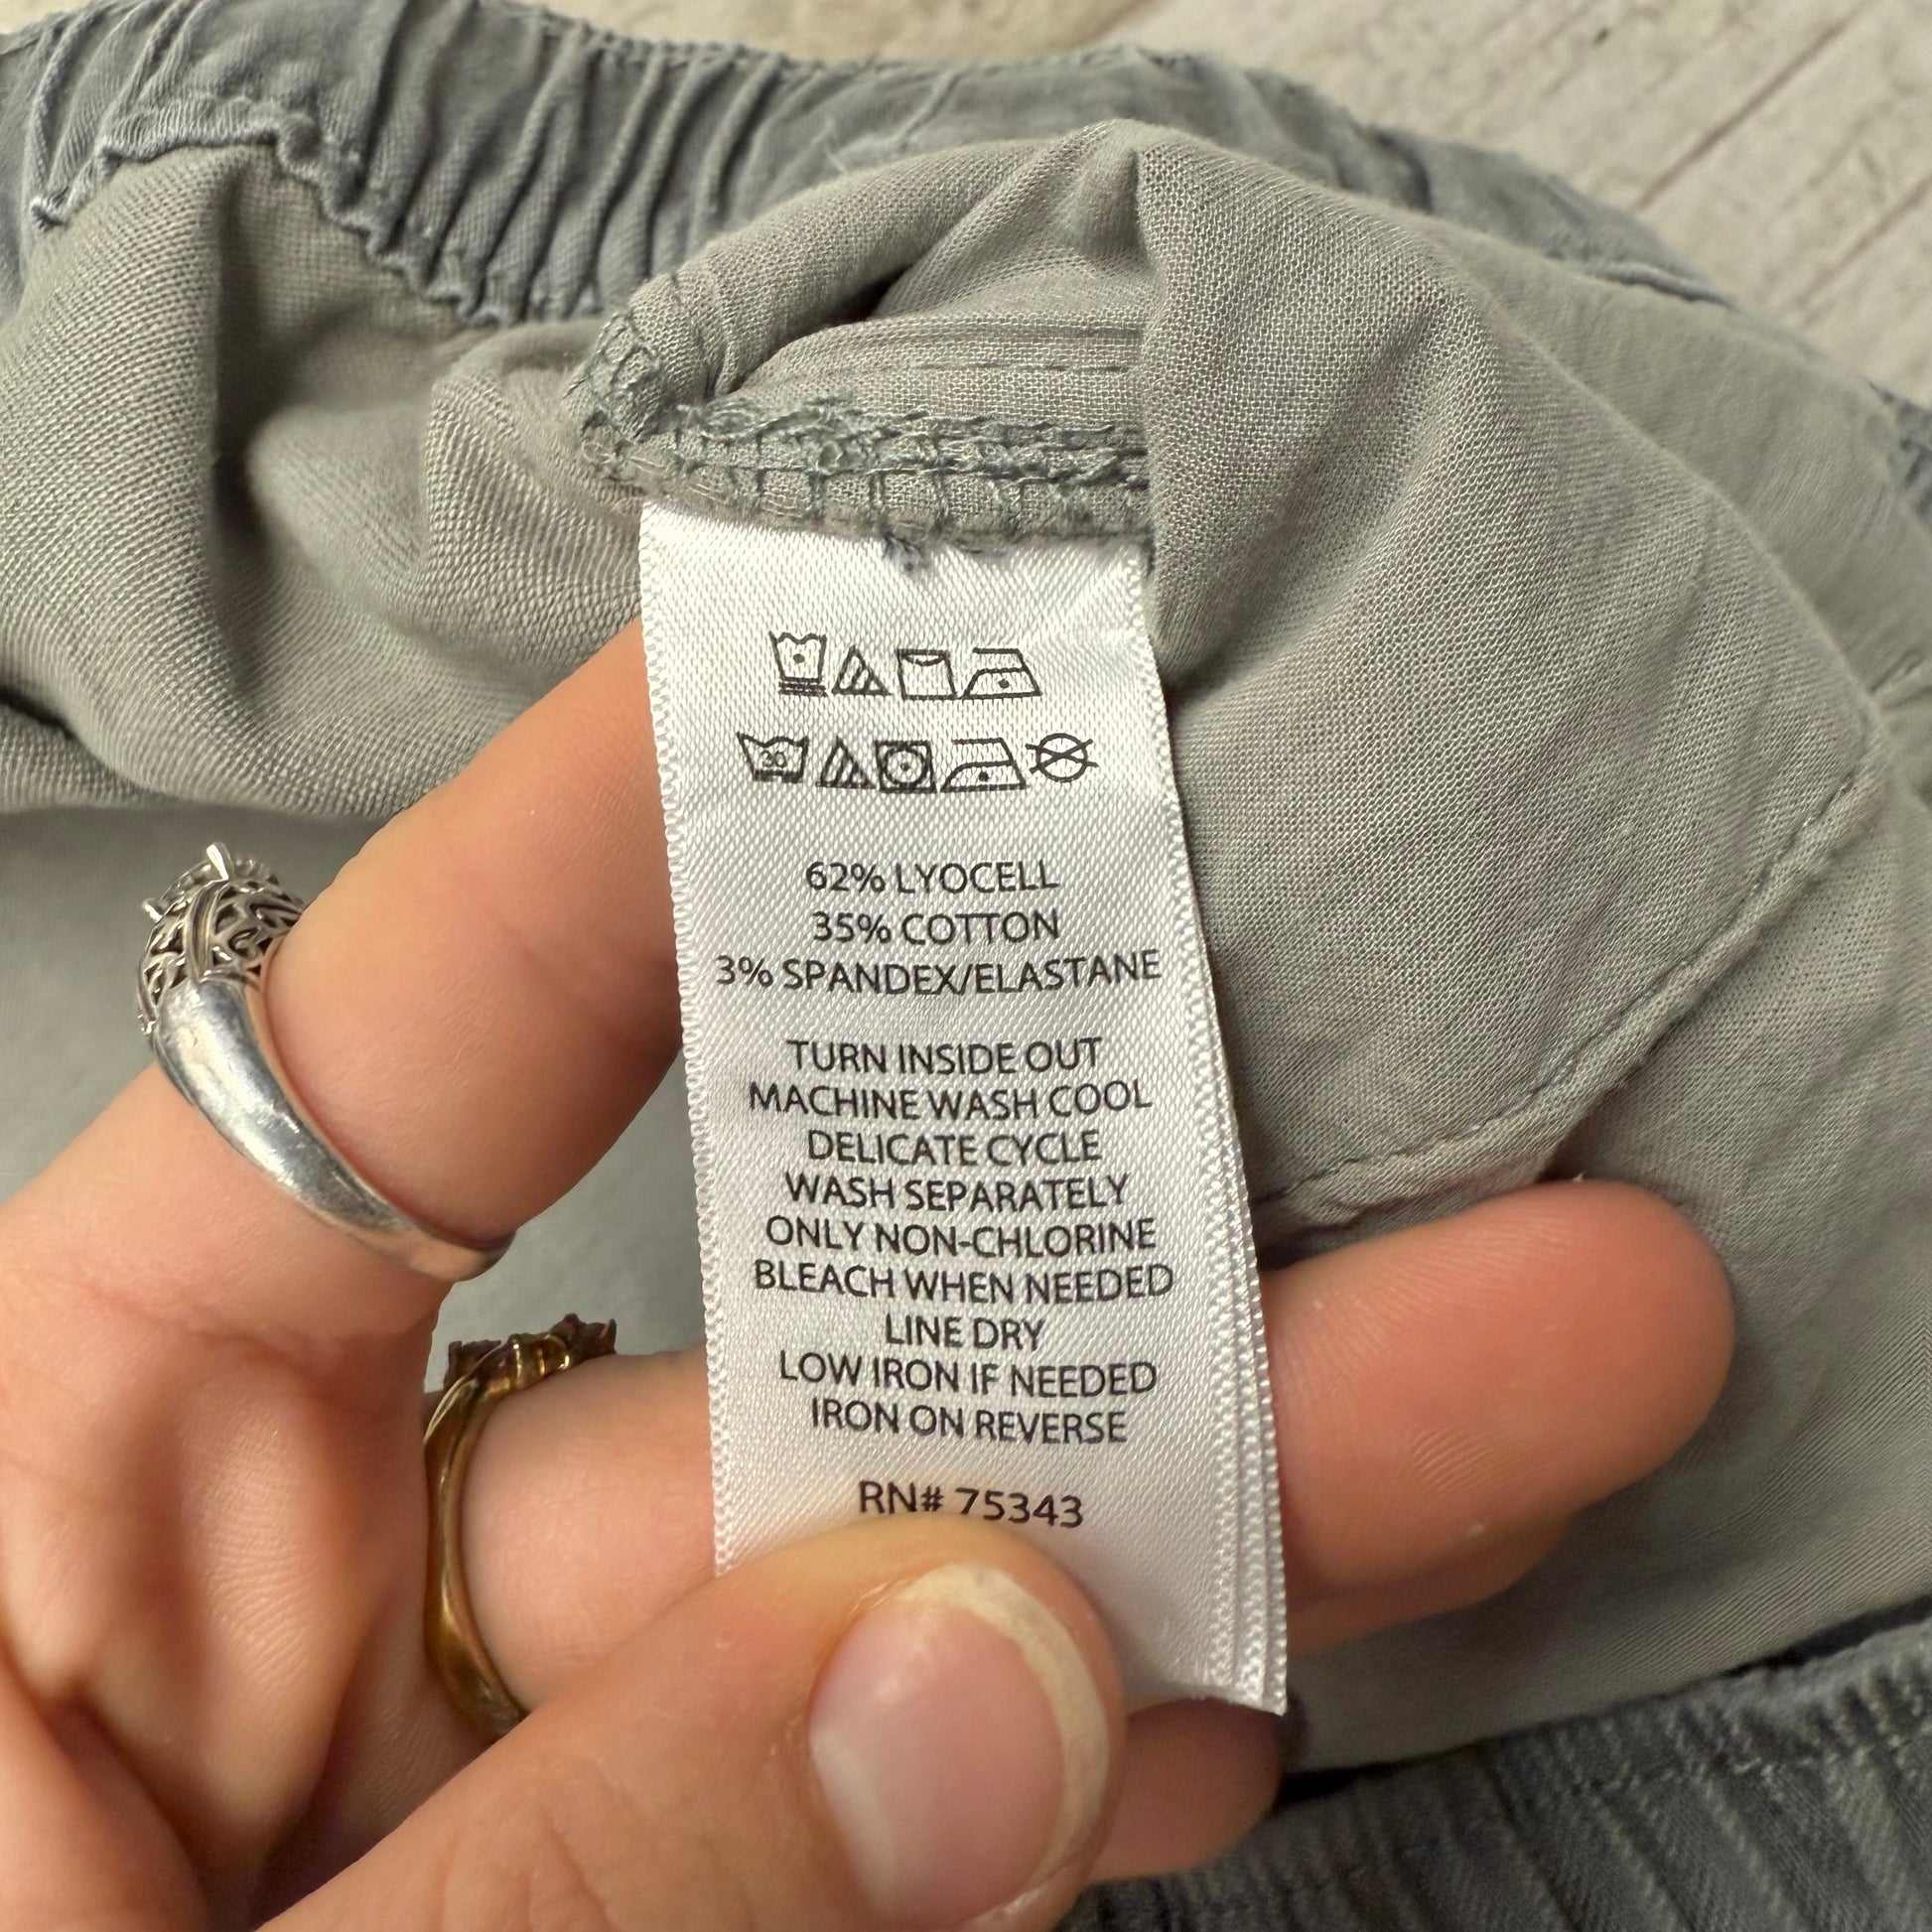 30
62% LYOCELL
35% COTTON
3% SPANDEX/ELASTANE
TURN INSIDE OUT
MACHINE WASH COOL
DELICATE CYCLE
WASH SEPARATELY
ONLY NON-CHLORINE
BLEACH WHEN NEEDED
LINE DRY
LOW IRON IF NEEDED
IRON ON REVERSE
RN# 75343